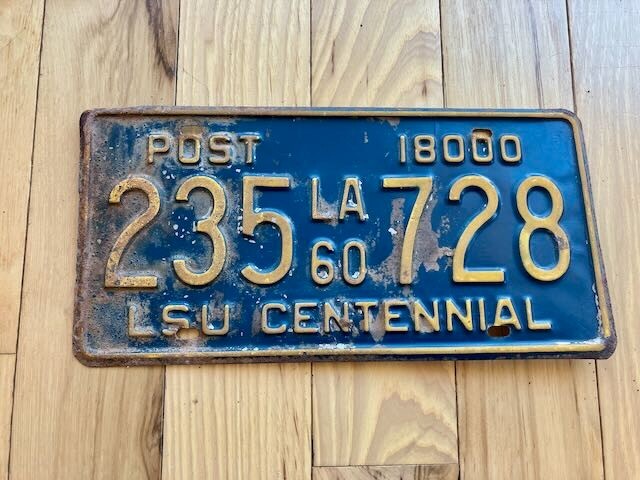 POST 18000
235 LA 60 728
LSU CENTENNIAL